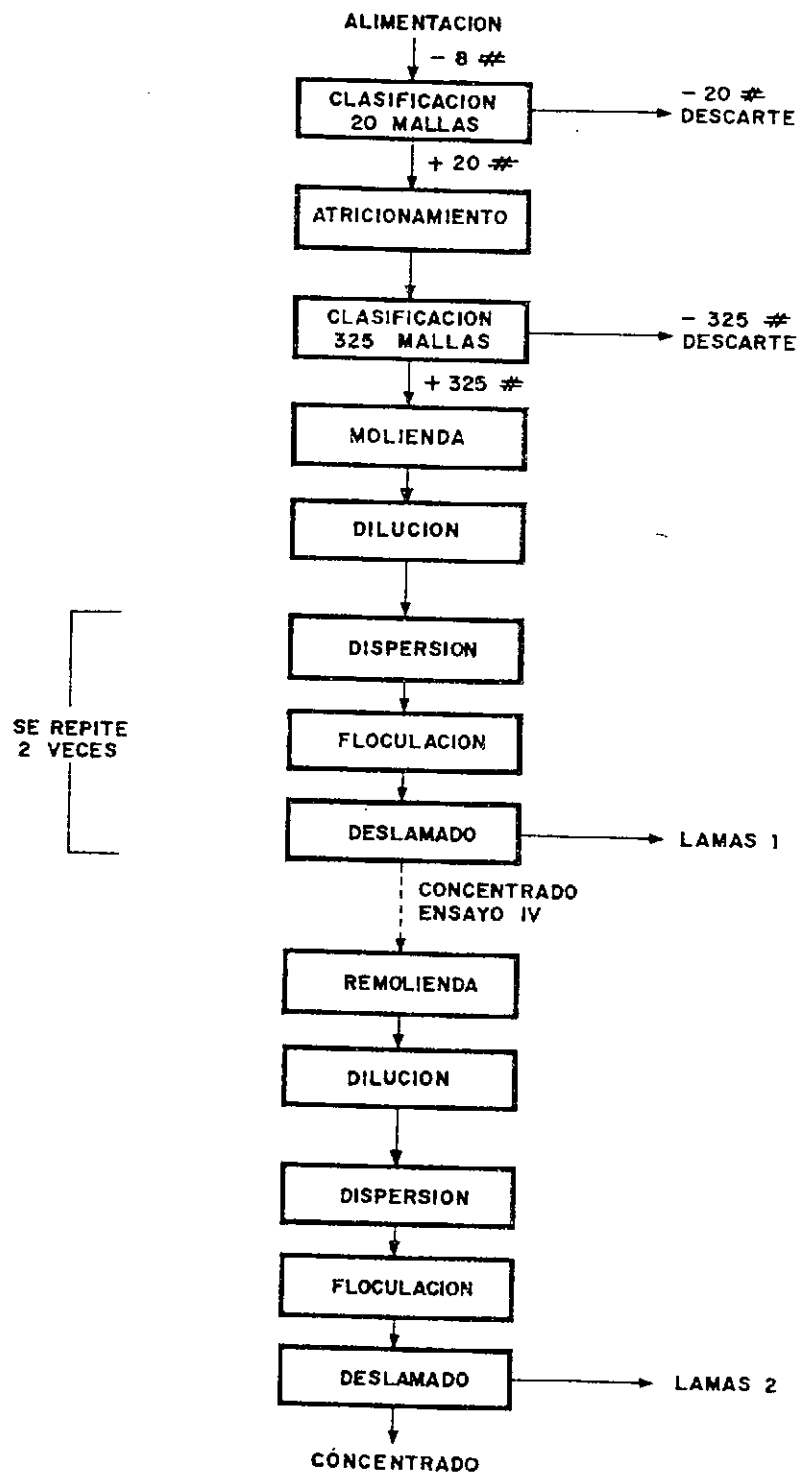 ALIMENTACION
- 8 #
CLASIFICACION
20 MALLAS
- 20 #
DESCARTE
+ 20 #
ATRICIONAMIENTO
CLASIFICACION
325 MALLAS
- 325 #
DESCARTE
+ 325 #
MOLIENDA
DILUCION
DISPERSION
SE REPITE
2 VECES
FLOCULACION
DESLAMADO
LAMAS 1
CONCENTRADO
ENSAYO IV
REMOLIENDA
DILUCION
DISPERSION
FLOCULACION
DESLAMADO
LAMAS 2
CÓNCENTRADO